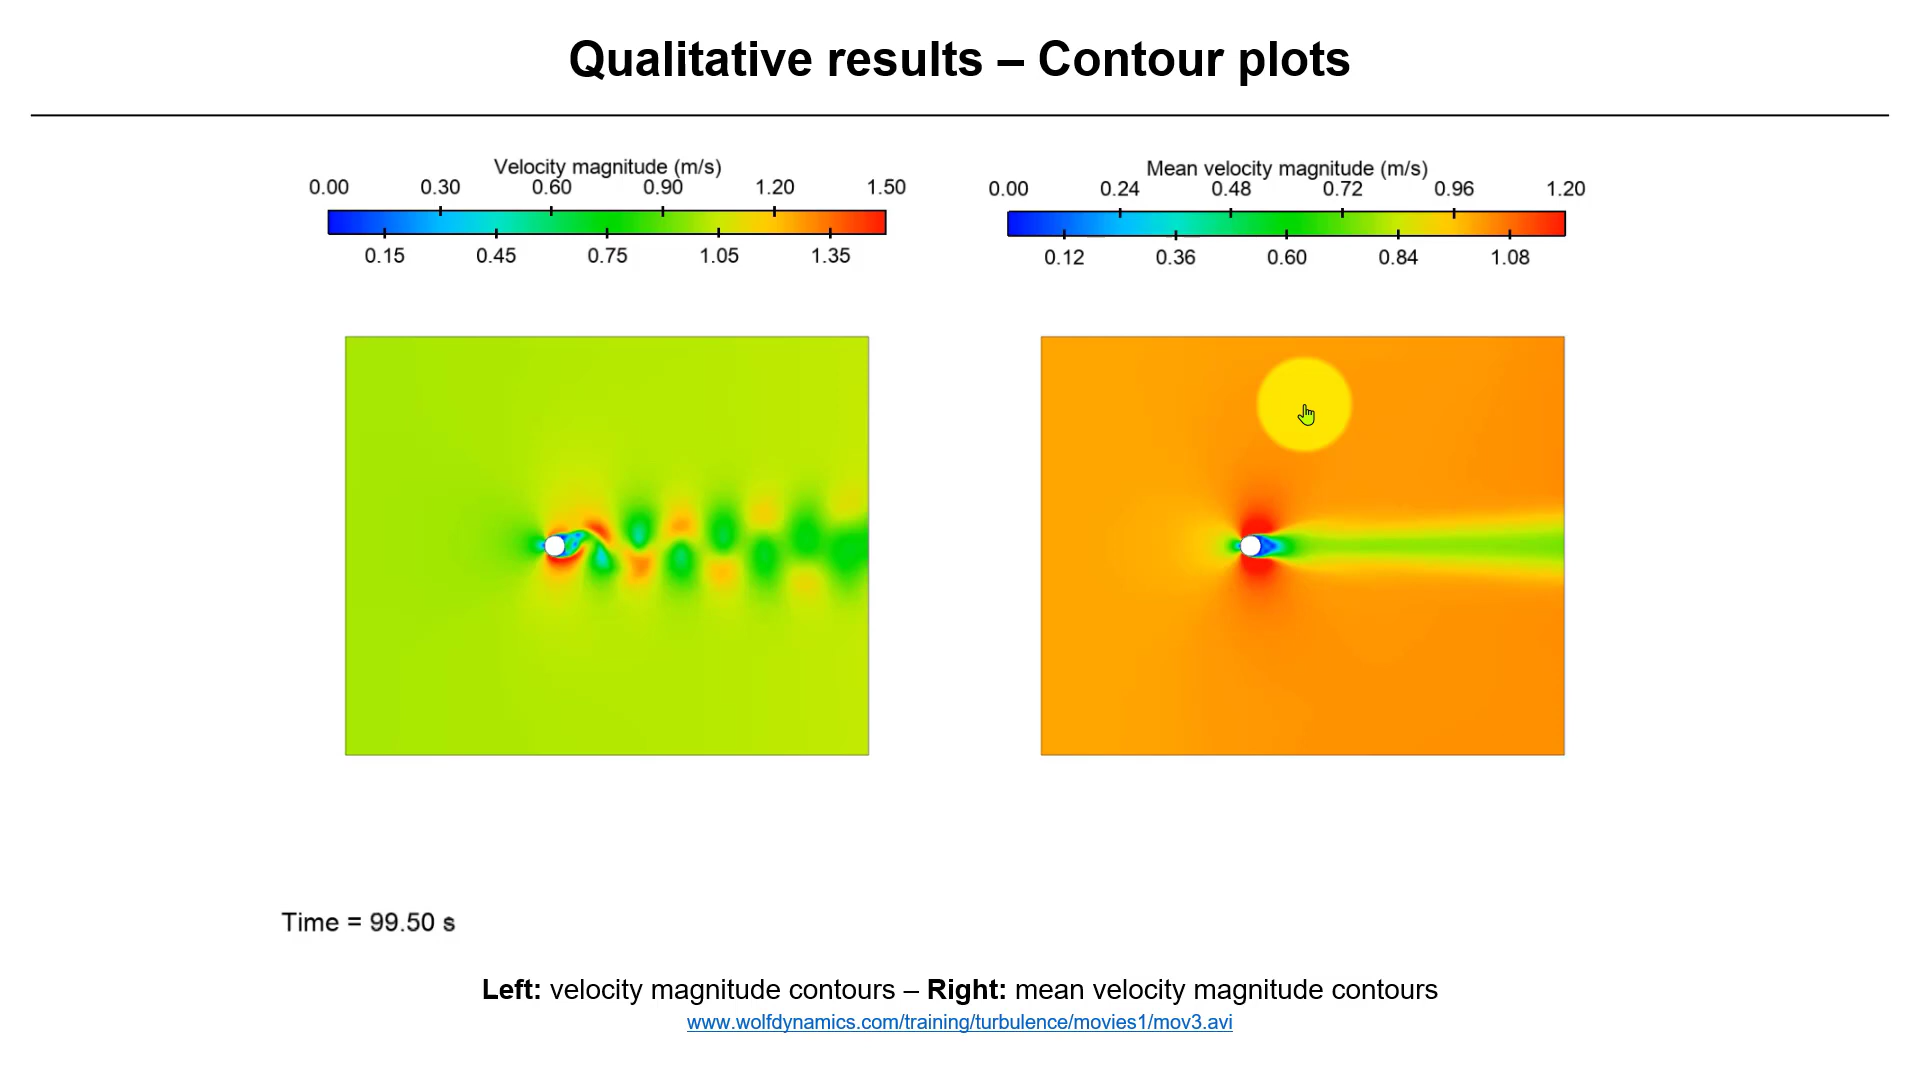 Qualitative results – Contour plots
Velocity magnitude (m/s)
0.00 0.30 0.60 0.90 1.20 1.50
0.15 0.45 0.75 1.05 1.35
Mean velocity magnitude (m/s)
0.00 0.24 0.48 0.72 0.96 1.20
0.12 0.36 0.60 0.84 1.08
Time = 99.50 s
Left: velocity magnitude contours – Right: mean velocity magnitude contours
www.wolfdynamics.com/training/turbulence/movies1/mov3.avi